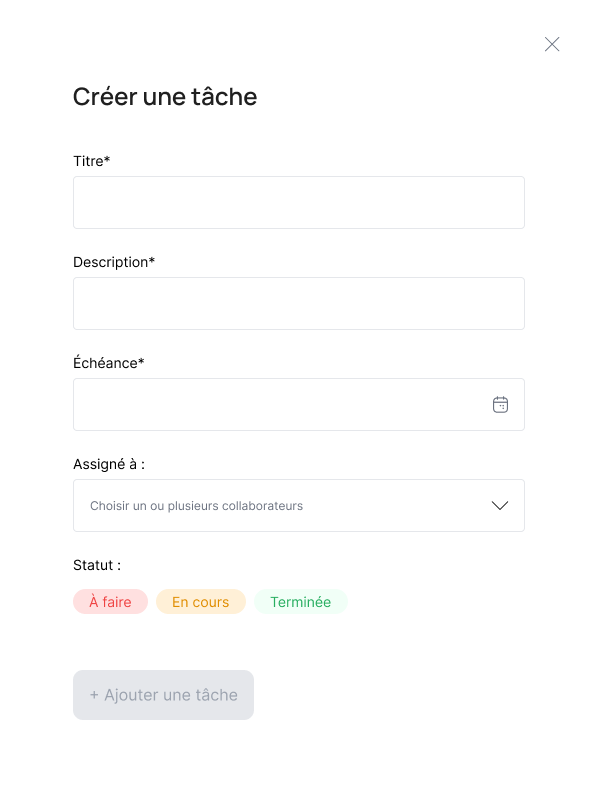 Créer une tâche
Titre*
Description*
Échéance*
Assigné à :
Choisir un ou plusieurs collaborateurs
Statut :
À faire En cours Terminée
+ Ajouter une tâche